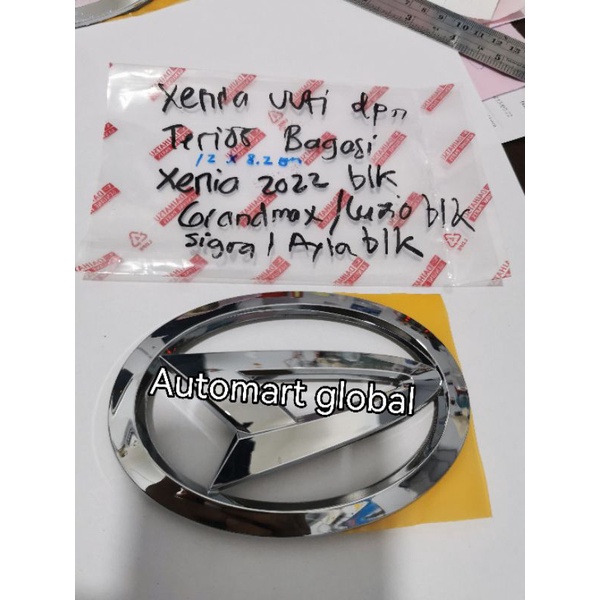 Xenia VVTi dpn
Terios Bagasi
12 x 8.2 cm
Xenia 2022 blk
Grandmax / Luxio blk
Sigra / Ayla blk
Automart global